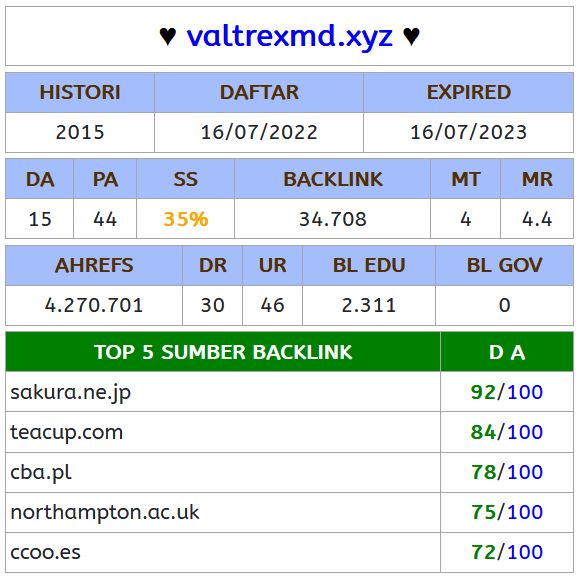 ♥ valtrexmd.xyz ♥
HISTORI DAFTAR EXPIRED
2015 16/07/2022 16/07/2023
DA PA SS BACKLINK MT MR
15 44 35% 34.708 4 4.4
AHREFS DR UR BL EDU BL GOV
4.270.701 30 46 2.311 0
TOP 5 SUMBER BACKLINK D A
sakura.ne.jp 92/100
teacup.com 84/100
cba.pl 78/100
northampton.ac.uk 75/100
ccoo.es 72/100